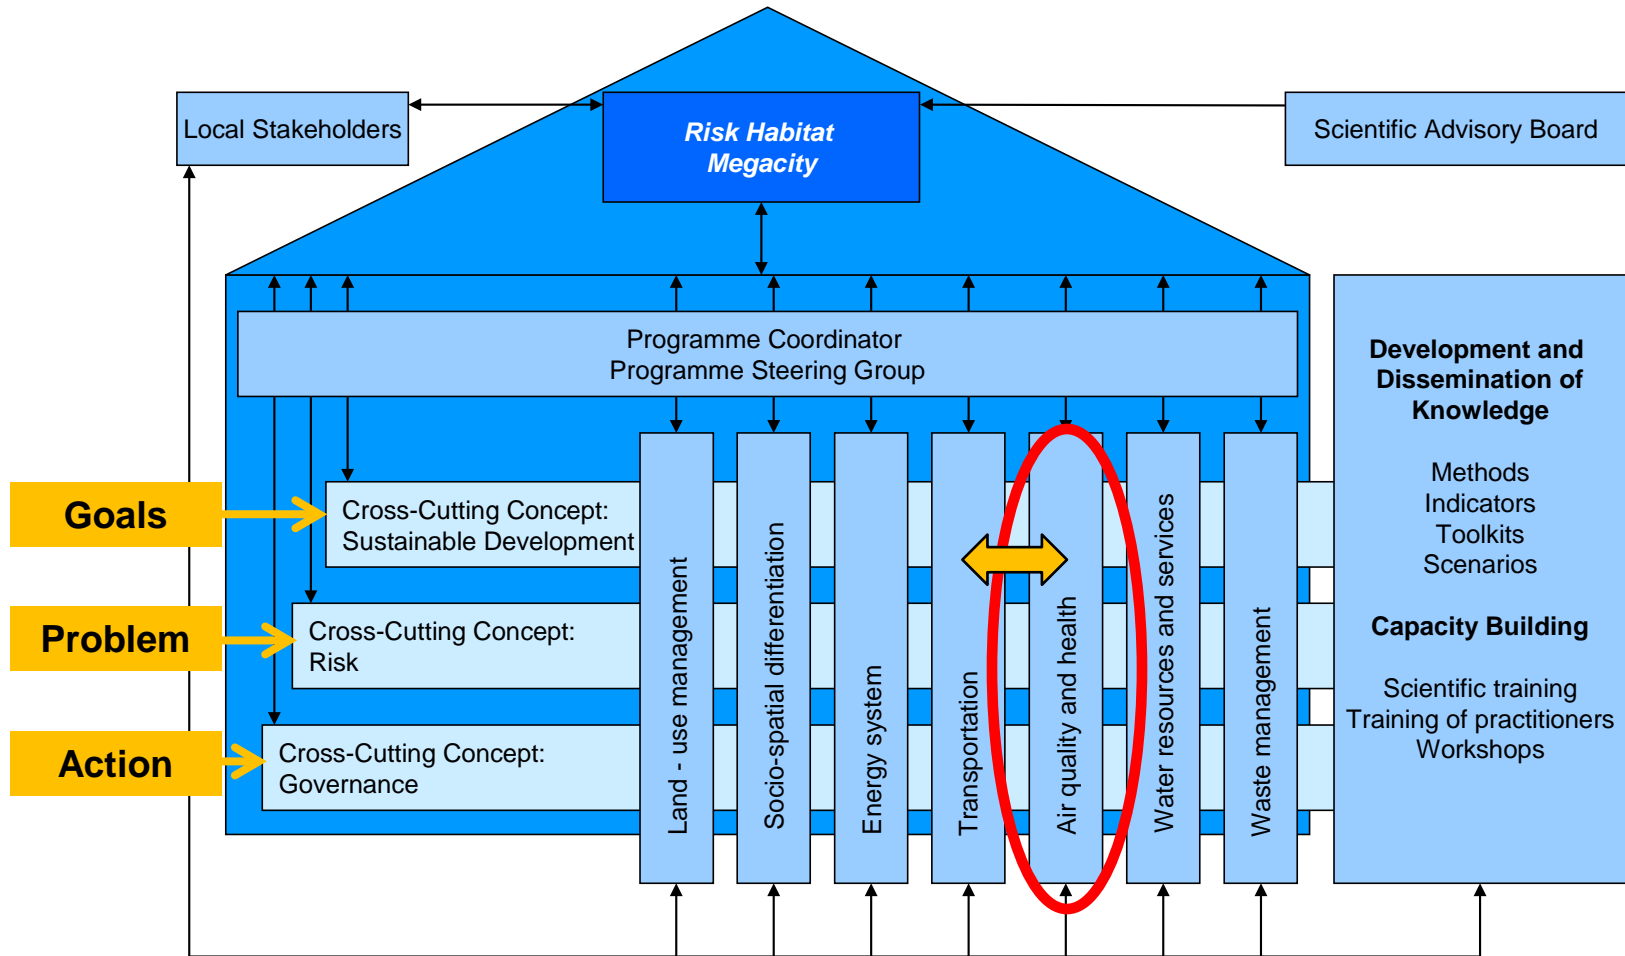 Local Stakeholders
Risk Habitat
Megacity
Scientific Advisory Board
Programme Coordinator
Programme Steering Group
Goals
Cross-Cutting Concept:
Sustainable Development
Problem
Cross-Cutting Concept:
Risk
Action
Cross-Cutting Concept:
Governance
Land - use management
Socio-spatial differentiation
Energy system
Transportation
Air quality and health
Water resources and services
Waste management
Development and
Dissemination of
Knowledge
Methods
Indicators
Toolkits
Scenarios
Capacity Building
Scientific training
Training of practitioners
Workshops